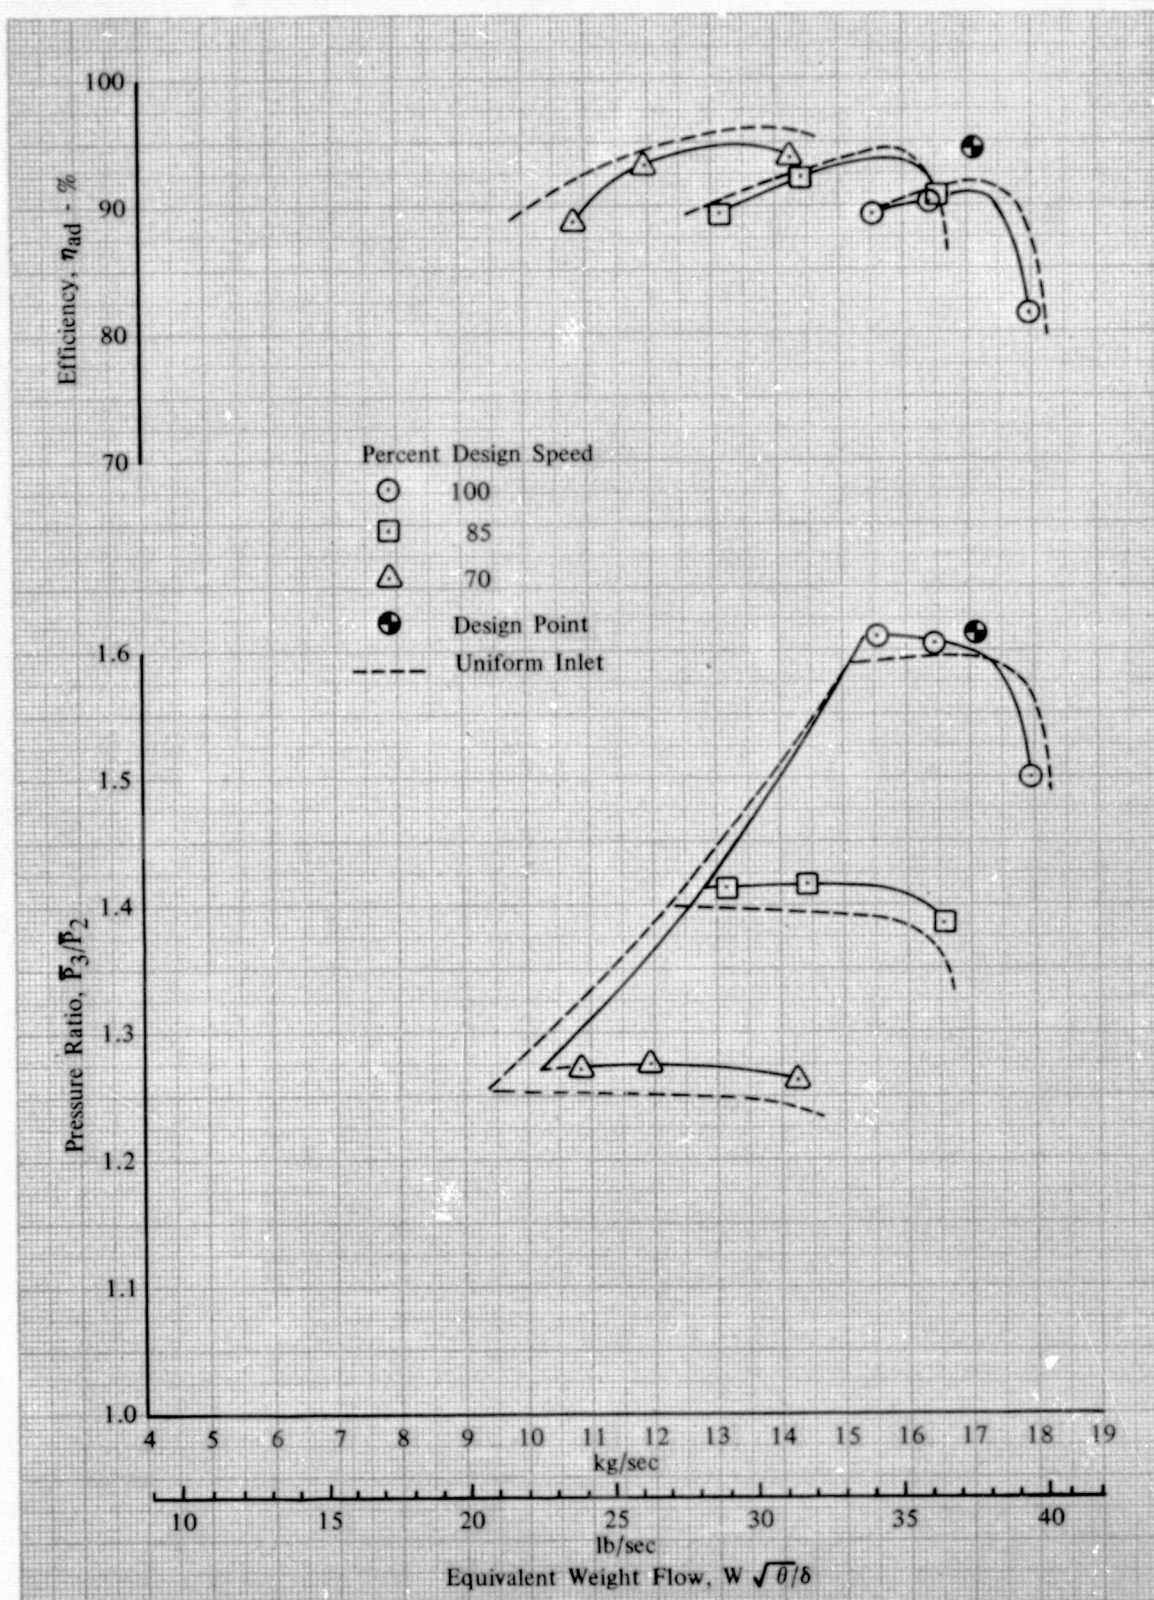 100
90
80
70
Efficiency, ηad - %
Percent Design Speed
100
85
70
Design Point
Uniform Inlet
1.6
1.5
1.4
1.3
1.2
1.1
1.0
Pressure Ratio, P̅3/P̅2
4 5 6 7 8 9 10 11 12 13 14 15 16 17 18 19
kg/sec
10 15 20 25 30 35 40
lb/sec
Equivalent Weight Flow, W √θ/δ